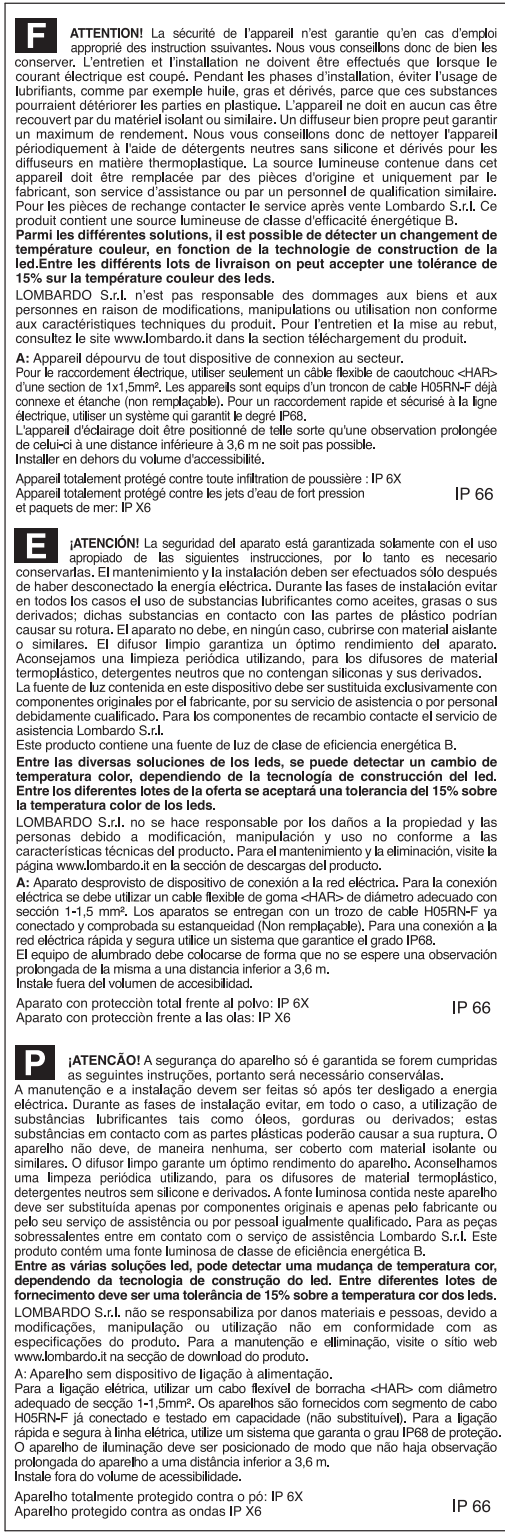 F ATTENTION! La sécurité de l'appareil n'est garantie qu'en cas d'emploi
approprié des instruction ssuivantes. Nous vous conseillons donc de bien les
conserver. L'entretien et l'installation ne doivent être effectués que lorsque le
courant électrique est coupé. Pendant les phases d'installation, éviter l'usage de
lubrifiants, comme par exemple huile, gras et dérivés, parce que ces substances
pourraient détériorer les parties en plastique. L'appareil ne doit en aucun cas être
recouvert par du matériel isolant ou similaire. Un diffuseur bien propre peut garantir
un maximum de rendement. Nous vous conseillons donc de nettoyer l'appareil
périodiquement à l'aide de détergents neutres sans silicone et dérivés pour les
diffuseurs en matière thermoplastique. La source lumineuse contenue dans cet
appareil doit être remplacée par des pièces d'origine et uniquement par le
fabricant, son service d'assistance ou par un personnel de qualification similaire.
Pour les pièces de rechange contacter le service après vente Lombardo S.r.l. Ce
produit contient une source lumineuse de classe d'efficacité énergétique B.
Parmi les différentes solutions, il est possible de détecter un changement de
température couleur, en fonction de la technologie de construction de la
led.Entre les différents lots de livraison on peut accepter une tolérance de
15% sur la température couleur des leds.
LOMBARDO S.r.l. n'est pas responsable des dommages aux biens et aux
personnes en raison de modifications, manipulations ou utilisation non conforme
aux caractéristiques techniques du produit. Pour l'entretien et la mise au rebut,
consultez le site www.lombardo.it dans la section téléchargement du produit.
A: Appareil dépourvu de tout dispositive de connexion au secteur.
Pour le raccordement électrique, utiliser seulement un câble flexible de caoutchouc <HAR>
d'une section de 1x1,5mm². Les appareils sont equips d'un troncon de cable H05RN-F déjà
connexe et étanche (non remplaçable). Pour un raccordement rapide et sécurisé à la ligne
électrique, utiliser un système qui garantit le degré IP68.
L'appareil d'éclairage doit être positionné de telle sorte qu'une observation prolongée
de celui-ci à une distance inférieure à 3,6 m ne soit pas possible.
Installer en dehors du volume d'accessibilité.
Appareil totalement protégé contre toute infiltration de poussière : IP 6X
Appareil totalement protégé contre les jets d'eau de fort pression
et paquets de mer: IP X6 IP 66
E ¡ATENCIÓN! La seguridad del aparato está garantizada solamente con el uso
apropiado de las siguientes instrucciones, por lo tanto es necesario
conservarlas. El mantenimiento y la instalación deben ser efectuados sólo después
de haber desconectado la energía eléctrica. Durante las fases de instalación evitar
en todos los casos el uso de substancias lubrificantes como aceites, grasas o sus
derivados; dichas substancias en contacto con las partes de plástico podrían
causar su rotura. El aparato no debe, en ningún caso, cubrirse con material aislante
o similares. El difusor limpio garantiza un óptimo rendimiento del aparato.
Aconsejamos una limpieza periódica utilizando, para los difusores de material
termoplástico, detergentes neutros que no contengan siliconas y sus derivados.
La fuente de luz contenida en este dispositivo debe ser sustituida exclusivamente con
componentes originales por el fabricante, por su servicio de asistencia o por personal
debidamente cualificado. Para los componentes de recambio contacte el servicio de
asistencia Lombardo S.r.l.
Este producto contiene una fuente de luz de clase de eficiencia energética B.
Entre las diversas soluciones de los leds, se puede detectar un cambio de
temperatura color, dependiendo de la tecnología de construcción del led.
Entre los diferentes lotes de la oferta se aceptará una tolerancia del 15% sobre
la temperatura color de los leds.
LOMBARDO S.r.l. no se hace responsable por los daños a la propiedad y las
personas debido a modificación, manipulación y uso no conforme a las
características técnicas del producto. Para el mantenimiento y la eliminación, visite la
página www.lombardo.it en la sección de descargas del producto.
A: Aparato desprovisto de dispositivo de conexión a la red eléctrica. Para la conexión
eléctrica se debe utilizar un cable flexible de goma <HAR> de diámetro adecuado con
sección 1-1,5 mm². Los aparatos se entregan con un trozo de cable H05RN-F ya
conectado y comprobada su estanqueidad (Non remplaçable). Para una conexión a la
red eléctrica rápida y segura utilice un sistema que garantice el grado IP68.
El equipo de alumbrado debe colocarse de forma que no se espere una observación
prolongada de la misma a una distancia inferior a 3,6 m.
Instale fuera del volumen de accesibilidad.
Aparato con protecciòn total frente al polvo: IP 6X
Aparato con protecciòn frente a las olas: IP X6 IP 66
P ¡ATENCÃO! A segurança do aparelho só é garantida se forem cumpridas
as seguintes instruções, portanto será necessário conserválas.
A manutenção e a instalação devem ser feitas só após ter desligado a energia
eléctrica. Durante as fases de instalação evitar, em todo o caso, a utilização de
substâncias lubrificantes tais como óleos, gorduras ou derivados; estas
substâncias em contacto com as partes plásticas poderão causar a sua ruptura. O
aparelho não deve, de maneira nenhuma, ser coberto com material isolante ou
similares. O difusor limpo garante um óptimo rendimento do aparelho. Aconselhamos
uma limpeza periódica utilizando, para os difusores de material termoplástico,
detergentes neutros sem silicone e derivados. A fonte luminosa contida neste aparelho
deve ser substituída apenas por componentes originais e apenas pelo fabricante ou
pelo seu serviço de assistência ou por pessoal igualmente qualificado. Para as peças
sobressalentes entre em contato com o serviço de assistência Lombardo S.r.l. Este
produto contém uma fonte luminosa de classe de eficiência energética B.
Entre as várias soluções led, pode detectar uma mudança de temperatura cor,
dependendo da tecnologia de construção do led. Entre diferentes lotes de
fornecimento deve ser uma tolerância de 15% sobre a temperatura cor dos leds.
LOMBARDO S.r.l. não se responsabiliza por danos materiais e pessoas, devido a
modificações, manipulação ou utilização não em conformidade com as
especificações do produto. Para a manutenção e elliminação, visite o sítio web
www.lombardo.it na secção de download do produto.
A: Aparelho sem dispositivo de ligação à alimentação.
Para a ligação elétrica, utilizar um cabo flexível de borracha <HAR> com diâmetro
adequado de secção 1-1,5mm². Os aparelhos são fornecidos com segmento de cabo
H05RN-F já conectado e testado em capacidade (não substituível). Para a ligação
rápida e segura à linha elétrica, utilize um sistema que garanta o grau IP68 de proteção.
O aparelho de iluminação deve ser posicionado de modo que não haja observação
prolongada do aparelho a uma distância inferior a 3,6 m.
Instale fora do volume de acessibilidade.
Aparelho totalmente protegido contra o pó: IP 6X
Aparelho protegido contra as ondas IP X6 IP 66